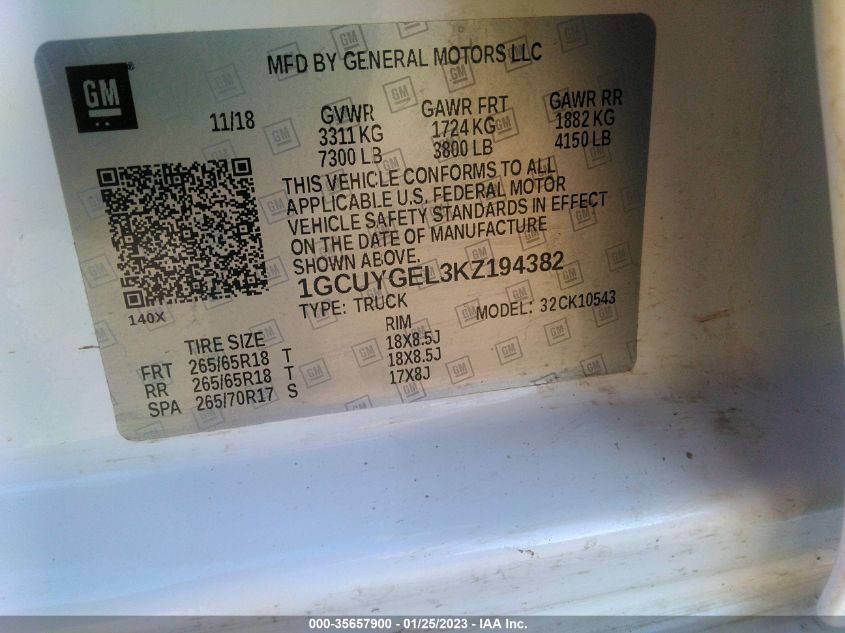 MFD BY GENERAL MOTORS LLC
GM
11/18 GVWR GAWR FRT GAWR RR
3311 KG 1724 KG 1882 KG
7300 LB 3800 LB 4150 LB
THIS VEHICLE CONFORMS TO ALL
APPLICABLE U.S. FEDERAL MOTOR
VEHICLE SAFETY STANDARDS IN EFFECT
ON THE DATE OF MANUFACTURE
SHOWN ABOVE.
1GCUYGEL3KZ194382
140X
TYPE: TRUCK MODEL: 32CK10543
TIRE SIZE RIM
FRT 265/65R18 T 18X8.5J
RR 265/65R18 T 18X8.5J
SPA 265/70R17 S 17X8J
000-35657900 - 01/25/2023 - IAA Inc.